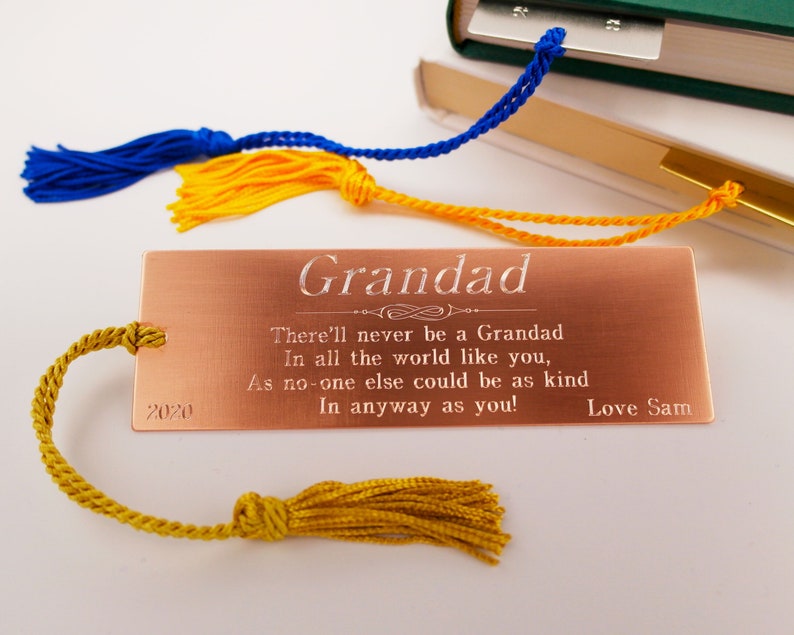 Grandad
There'll never be a Grandad
In all the world like you,
As no-one else could be as kind
In anyway as you!
2020
Love Sam